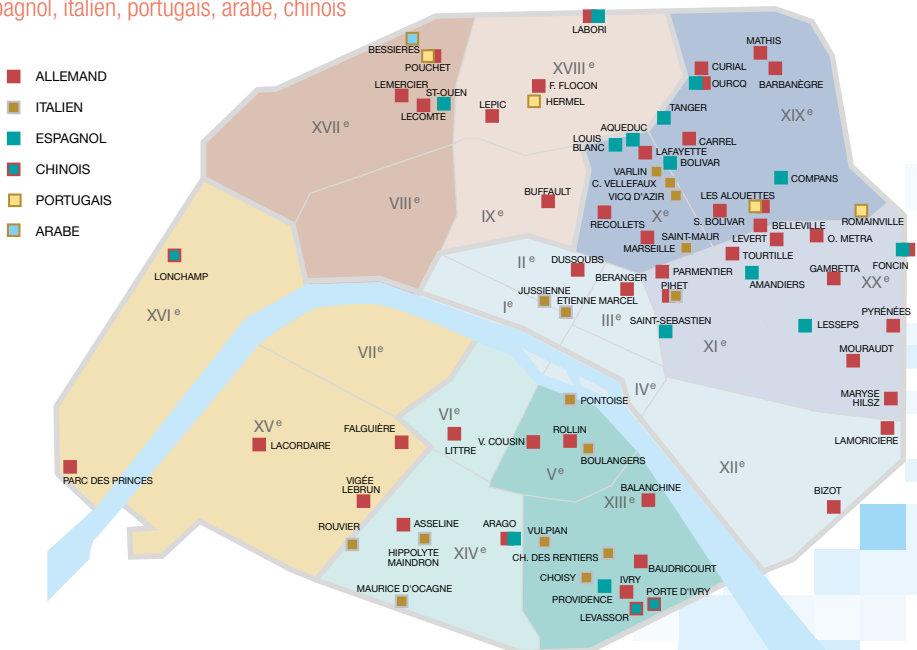 pagnol, italien, portugais, arabe, chinois
ALLEMAND
ITALIEN
ESPAGNOL
CHINOIS
PORTUGAIS
ARABE
LABORI
BESSIERES
POUCHET
LEMERCIER
ST-OUEN
LECOMTE
XVII e
XVIII e
F. FLOCON
HERMEL
LEPIC
MATHIS
CURIAL
OURCQ
BARBANÈGRE
XIX e
TANGER
AQUEDUC
LOUIS
BLANC
CARREL
LAFAYETTE
BOLIVAR
VARLIN
C. VELLEFAUX
VICQ D'AZIR
COMPANS
VIII e
IX e
BUFFAULT
RECOLLETS
X e
LES ALOUETTES
S. BOLIVAR
BELLEVILLE
ROMAINVILLE
SAINT-MAUR
MARSEILLE
LEVERT
O. METRA
TOURTILLE
FONCIN
LONCHAMP
XVI e
II e
DUSSOUBS
BERANGER
PARMENTIER
AMANDIERS
GAMBETTA
XX e
JUSSIENNE
ETIENNE MARCEL
PIHET
I e
III e
SAINT-SEBASTIEN
LESSEPS
PYRÉNÉES
VII e
XI e
MOURAUDT
IV e
MARYSE
HILSZ
PONTOISE
VI e
XV e
LACORDAIRE
FALGUIÈRE
LITTRE
V. COUSIN
ROLLIN
BOULANGERS
LAMORICIERE
PARC DES PRINCES
V e
XII e
VIGÉE
LEBRUN
BALANCHINE
XIII e
BIZOT
ROUVIER
ASSELINE
ARAGO
VULPIAN
HIPPOLYTE
MAINDRON
XIV e
CH. DES RENTIERS
BAUDRICOURT
CHOISY
IVRY
MAURICE D'OCAGNE
PROVIDENCE
PORTE D'IVRY
LEVASSOR